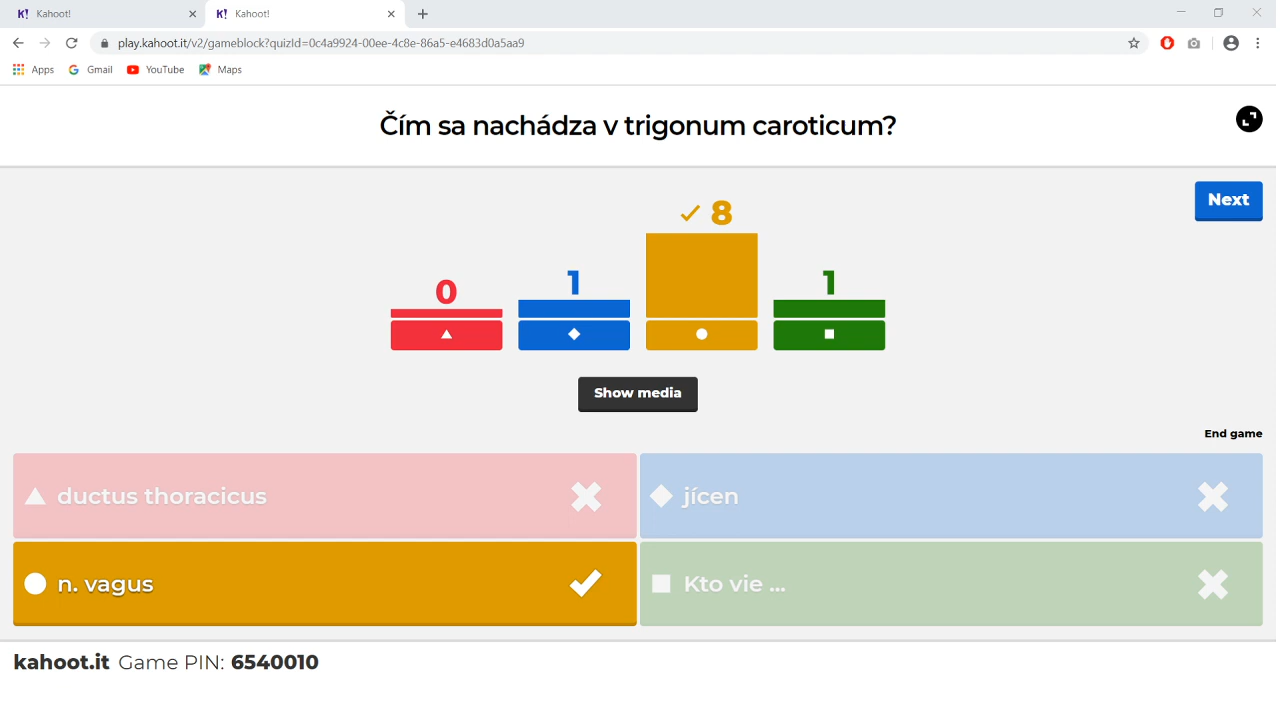 K! Kahoot!
K! Kahoot!
play.kahoot.it/v2/gameblock?quizId=0c4a9924-00ee-4c8e-86a5-e4683d0a5aa9
Apps Gmail YouTube Maps
Čím sa nachádza v trigonum caroticum?
Next
0 1 8 1
Show media
End game
ductus thoracicus
jícen
n. vagus
Kto vie ...
kahoot.it Game PIN: 6540010